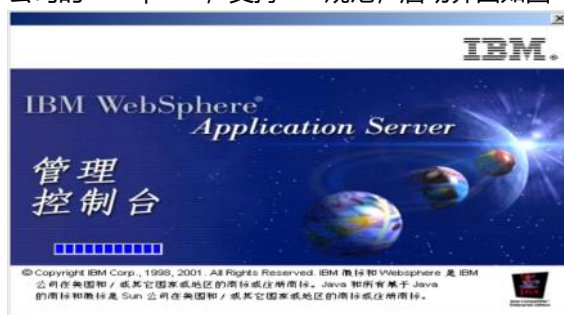 IBM®
IBM WebSphere®
Application Server
管理
控制台
© Copyright IBM Corp., 1998, 2001. All Rights Reserved. IBM 徽标和 Websphere 是 IBM
公司在美国和 / 或其它国家或地区的商标或注册商标。Java 和所有基于 Java
的商标和徽标是 Sun 公司在美国和 / 或其它国家或地区的商标或注册商标。